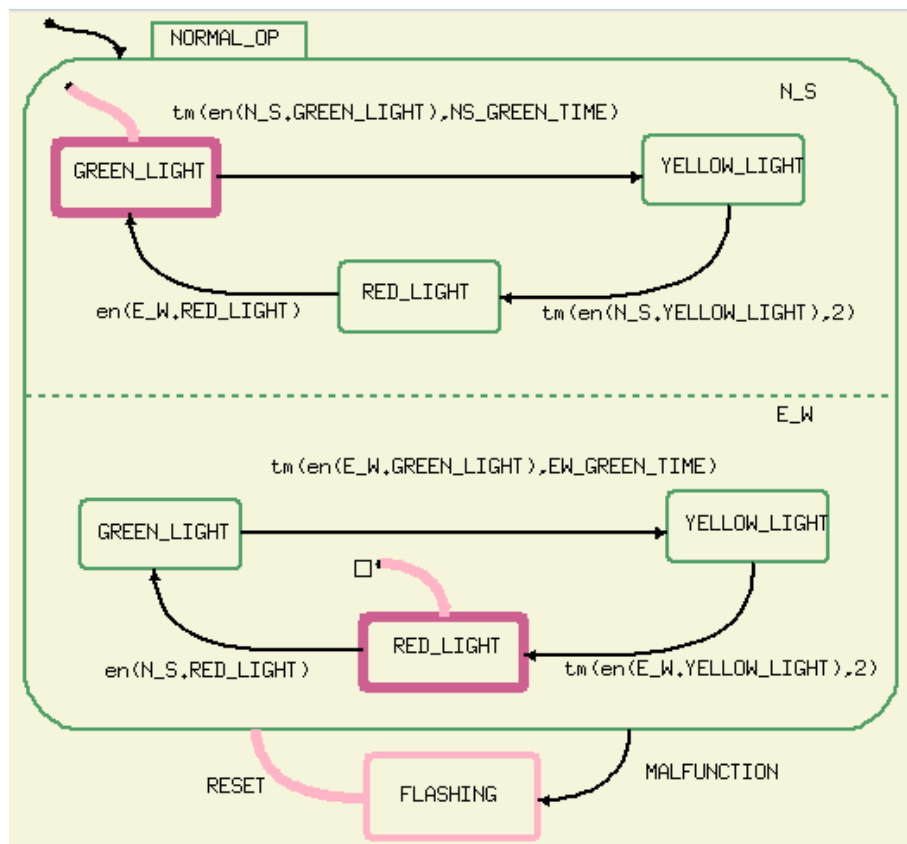 NORMAL_OP
N_S
tm(en(N_S.GREEN_LIGHT),NS_GREEN_TIME)
GREEN_LIGHT
YELLOW_LIGHT
RED_LIGHT
en(E_W.RED_LIGHT)
tm(en(N_S.YELLOW_LIGHT),2)
E_W
tm(en(E_W.GREEN_LIGHT),EW_GREEN_TIME)
GREEN_LIGHT
YELLOW_LIGHT
RED_LIGHT
en(N_S.RED_LIGHT)
tm(en(E_W.YELLOW_LIGHT),2)
RESET
FLASHING
MALFUNCTION